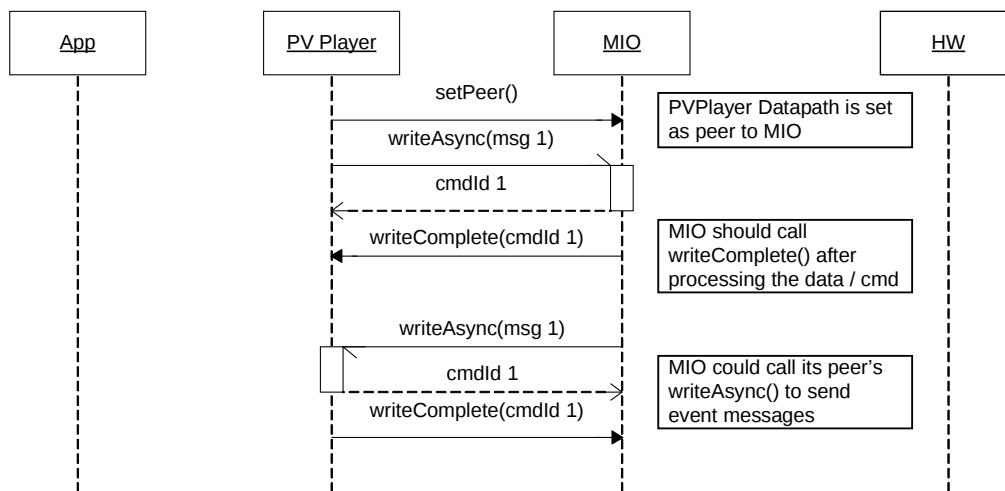 App
PV Player
MIO
HW
setPeer()
PVPlayer Datapath is set
as peer to MIO
writeAsync(msg 1)
cmdId 1
writeComplete(cmdId 1)
MIO should call
writeComplete() after
processing the data / cmd
writeAsync(msg 1)
cmdId 1
MIO could call its peer’s
writeAsync() to send
event messages
writeComplete(cmdId 1)